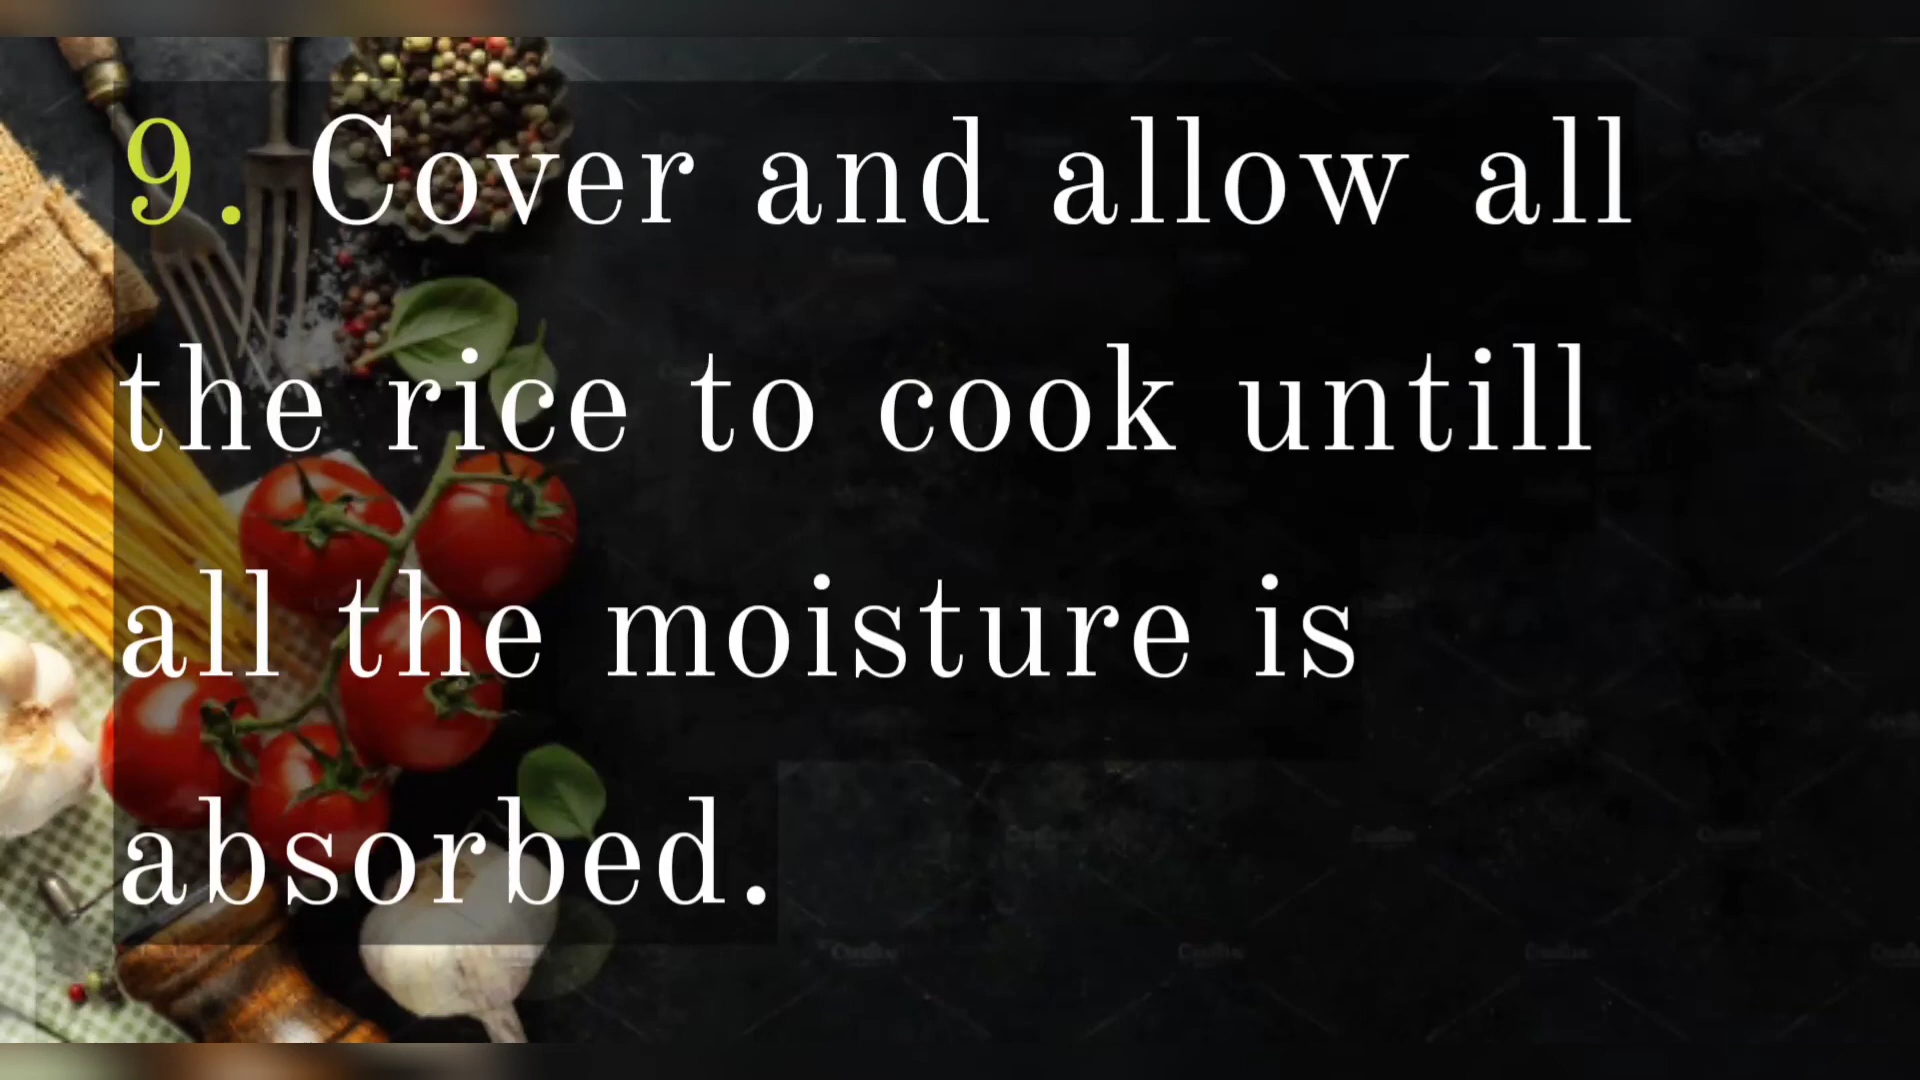 9. Cover and allow all
the rice to cook untill
all the moisture is
absorbed.